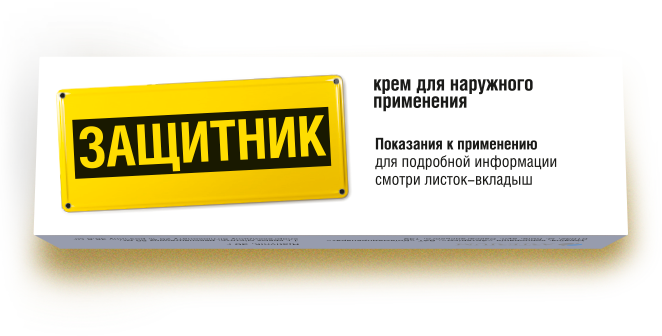 ЗАЩИТНИК
крем для наружного
применения
Показания к применению
для подробной информации
смотри листок–вкладыш